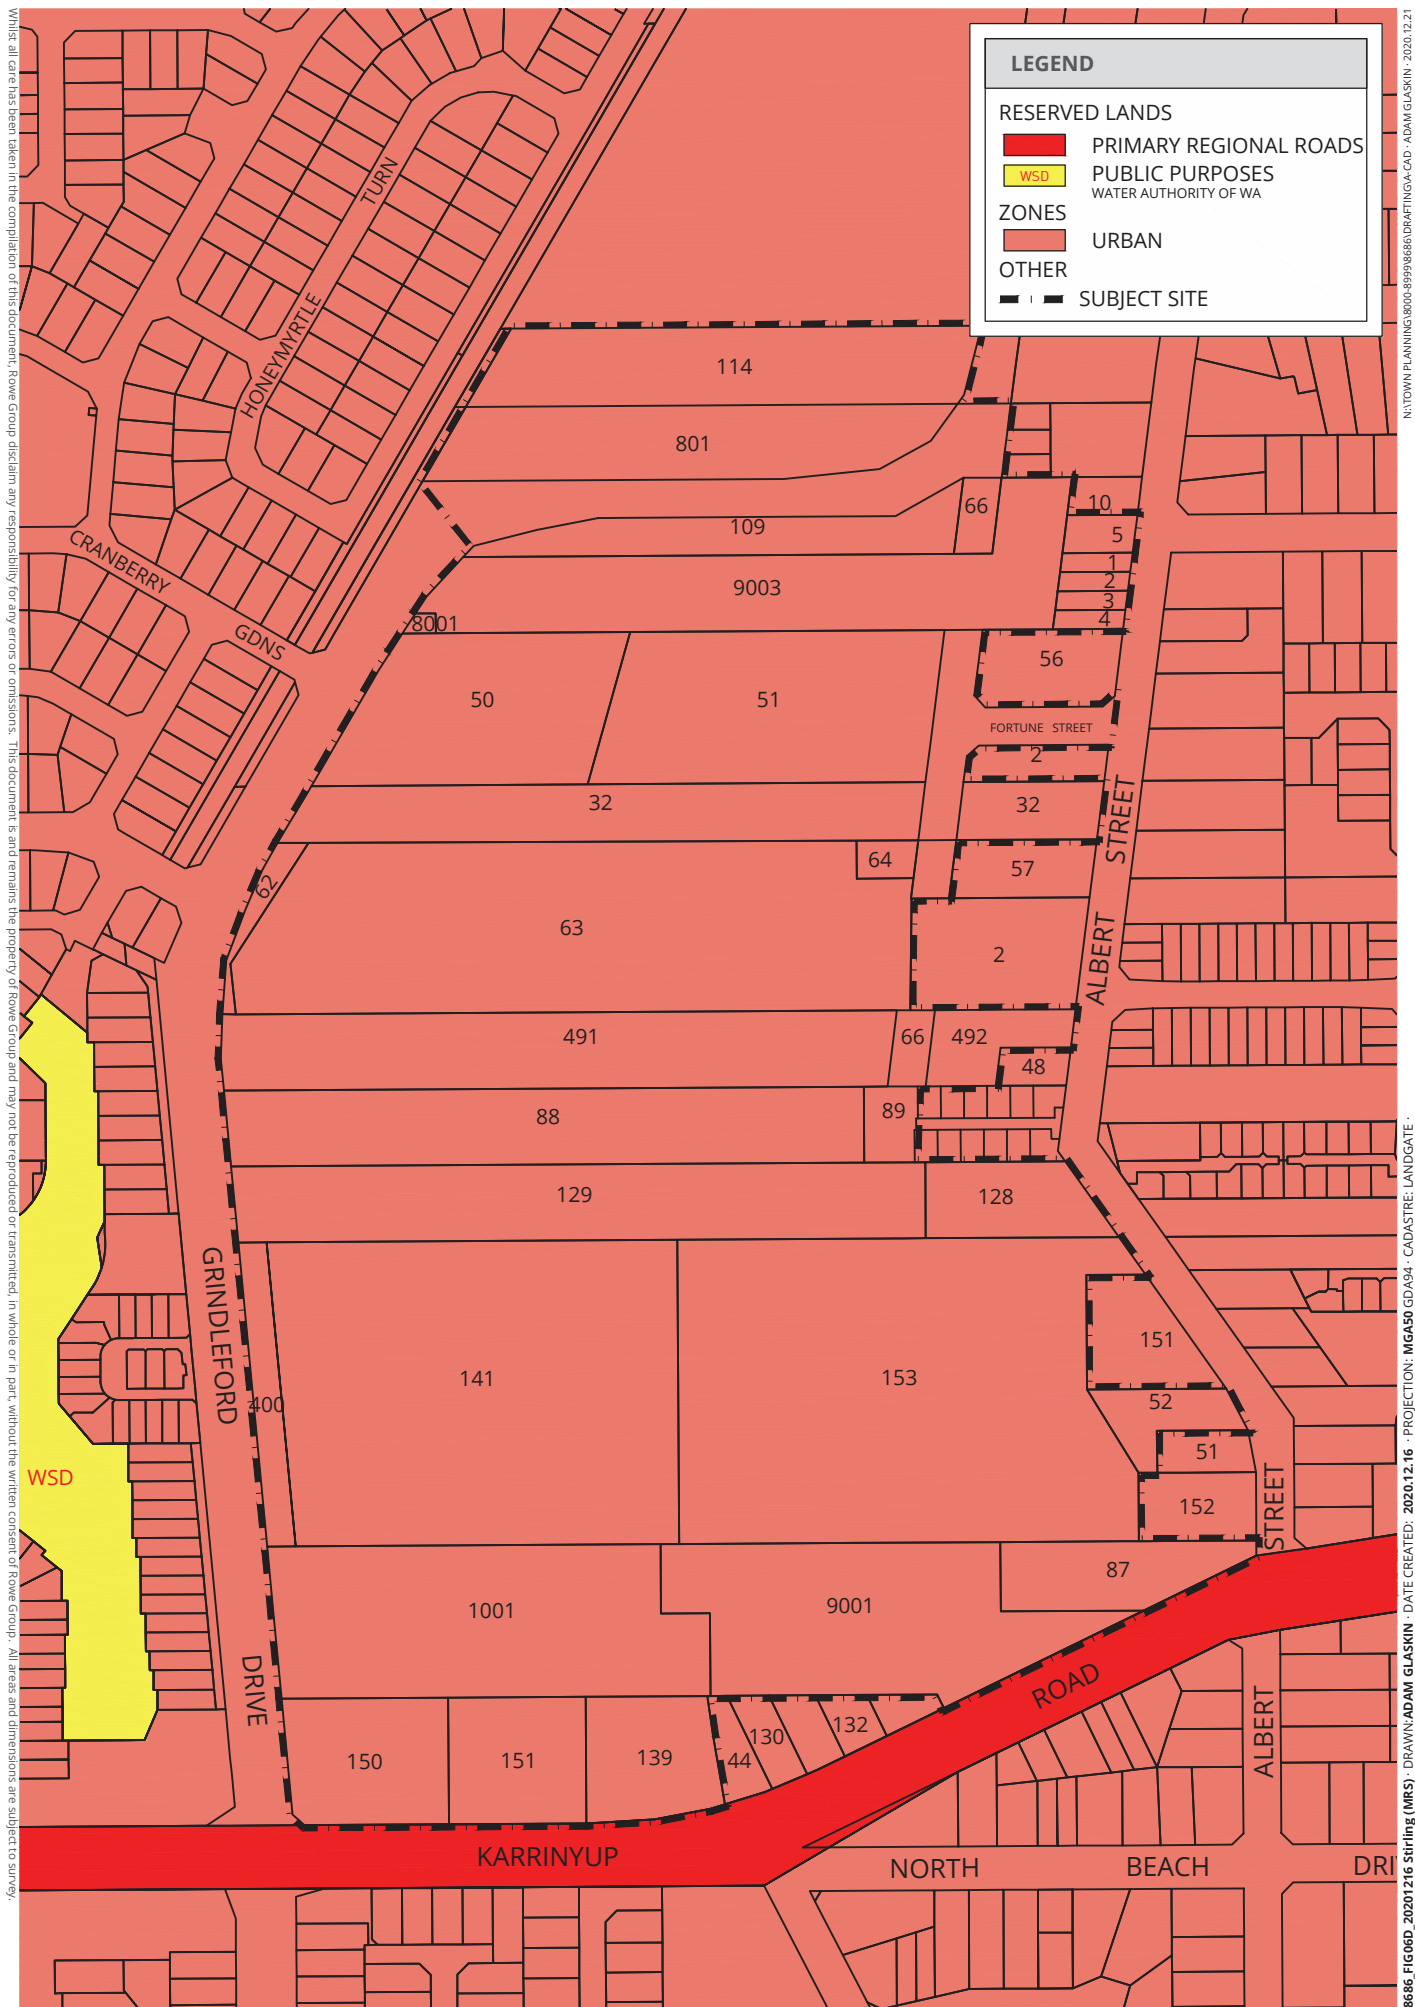 LEGEND
RESERVED LANDS
PRIMARY REGIONAL ROADS
WSD
PUBLIC PURPOSES
WATER AUTHORITY OF WA
ZONES
URBAN
OTHER
SUBJECT SITE
TURN
HONEYMYRTLE
CRANBERRY
GDNS
114
801
66
10
109
5
1
9003
2
3
8001
4
56
50
51
FORTUNE STREET
2
32
32
STREET
64
57
62
63
2
ALBERT
491
66
492
48
88
89
129
128
GRINDLEFORD
151
141
153
400
52
51
WSD
152
STREET
87
1001
9001
DRIVE
ROAD
ALBERT
130
132
150
151
139
44
KARRINYUP
NORTH
BEACH
DRI
Whilst all care has been taken in the compilation of this document, Rowe Group disclaim any responsibility for any errors or omissions. This document is and remains the property of Rowe Group and may not be reproduced or transmitted, in whole or in part, without the written consent of Rowe Group. All areas and dimensions are subject to survey.
N:\TOWN PLANNING\8000-8999\8686\DRAFTING\A-CAD · ADAM GLASKIN · 2020.12.21
8686_FIG06D_20201216 Stirling (MRS) · DRAWN: ADAM GLASKIN · DATE CREATED: 2020.12.16 · PROJECTION: MGA50 GDA94 · CADASTRE: LANDGATE ·